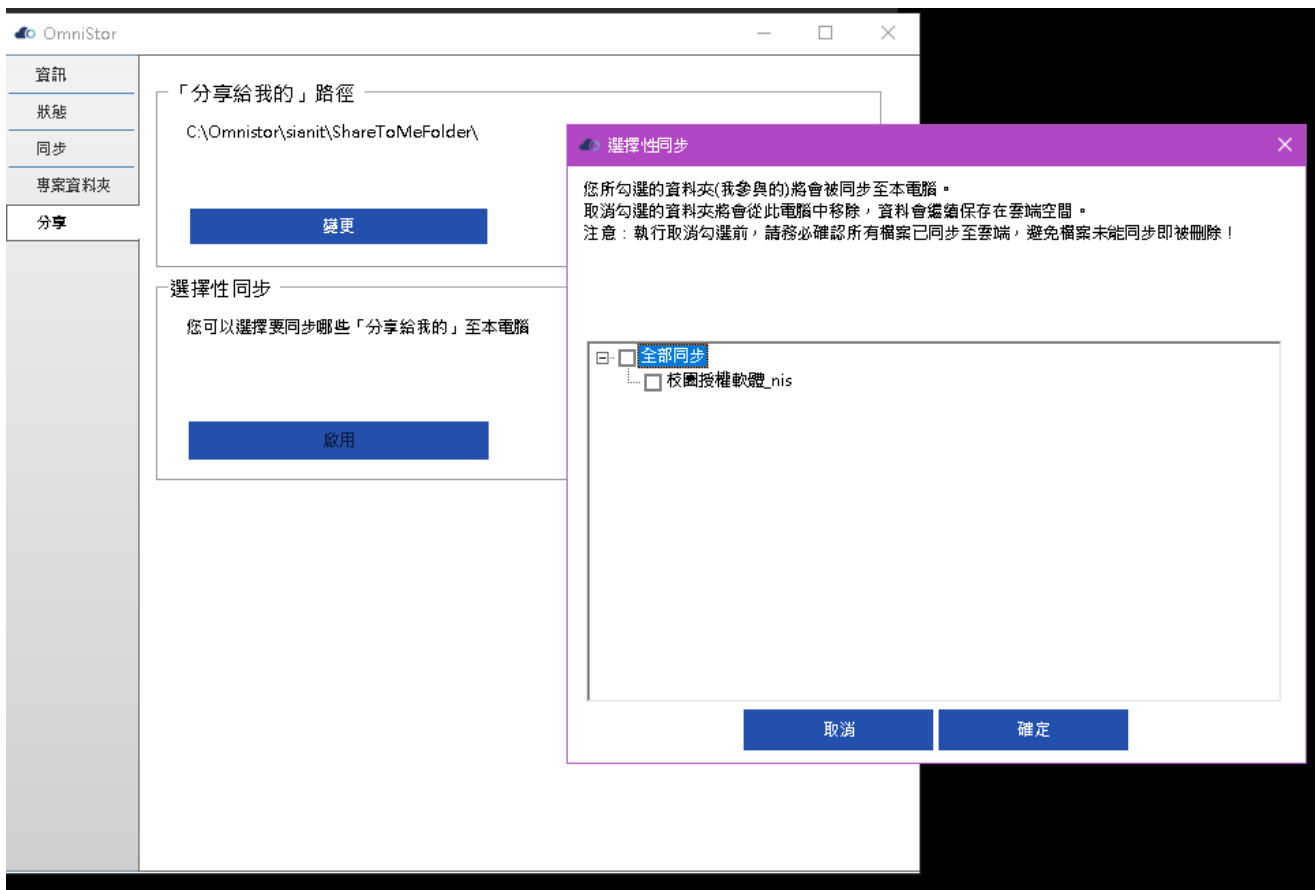 OmniStor
資訊
狀態
同步
專案資料夾
分享
「分享給我的」路徑
C:\Omnistor\sianit\ShareToMeFolder\
變更
選擇性同步
您可以選擇要同步哪些「分享給我的」至本電腦
啟用
選擇性同步
您所勾選的資料夾(我參與的)將會被同步至本電腦。
取消勾選的資料夾將會從此電腦中移除，資料會繼續保存在雲端空間。
注意：執行取消勾選前，請務必確認所有檔案已同步至雲端，避免檔案未能同步即被刪除！
全部同步
校園授權軟體_nis
取消
確定